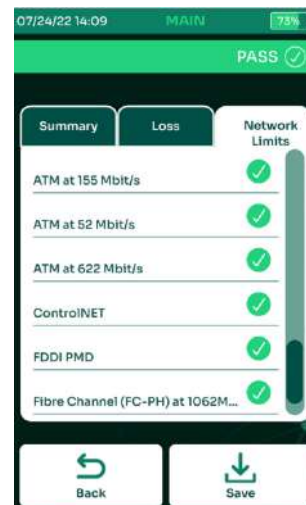 07/24/22 14:09 MAIN 73%
PASS
Summary Loss Network
Limits
ATM at 155 Mbit/s
ATM at 52 Mbit/s
ATM at 622 Mbit/s
ControlNET
FDDI PMD
Fibre Channel (FC-PH) at 1062M...
Back Save